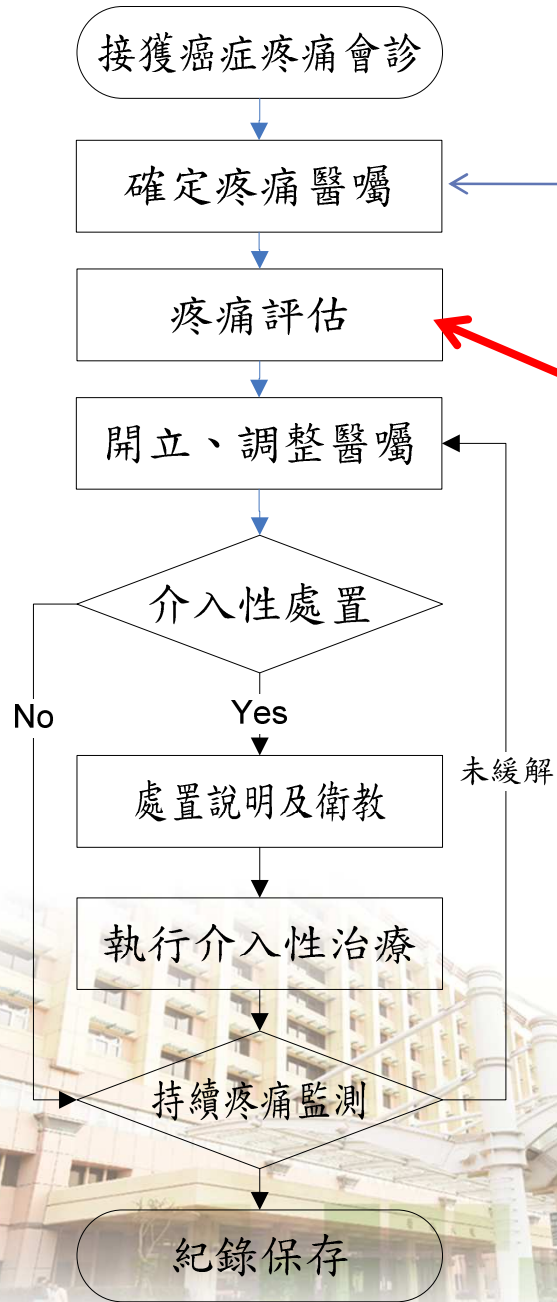 接獲癌症疼痛會診
確定疼痛醫囑
疼痛評估
開立、調整醫囑
介入性處置
No
Yes
未緩解
處置說明及衛教
執行介入性治療
持續疼痛監測
紀錄保存